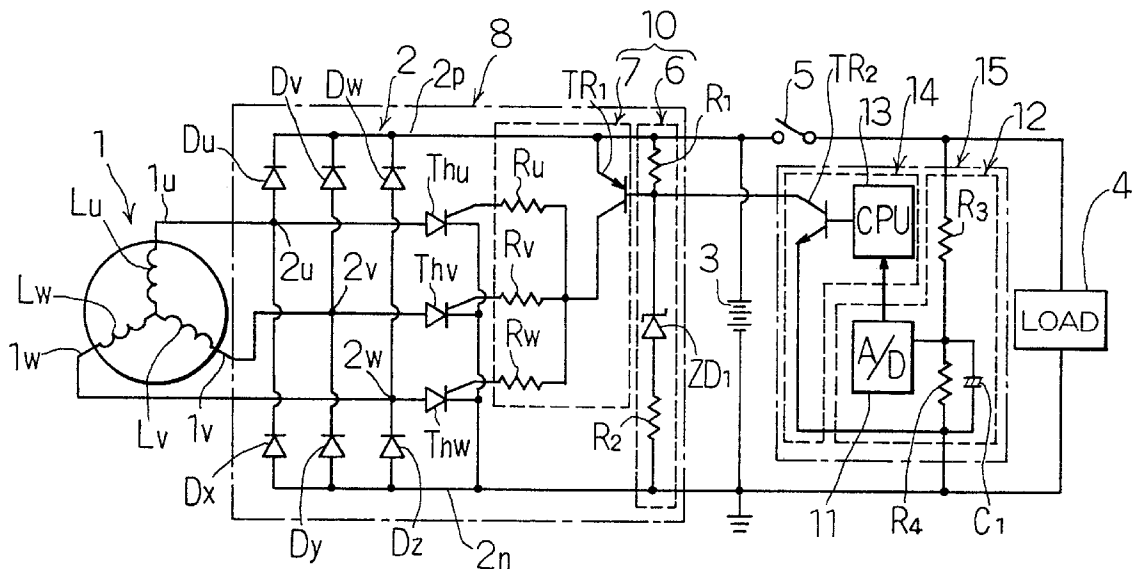 10
8
7
6
TR2
5
13
14
15
12
Dv
Dw
2
2p
TR1
R1
1
Du
Thu
Ru
CPU
R3
4
Lu
1u
2u
2v
Thv
Rv
3
LOAD
Lw
1w
2w
Rw
ZD1
A/D
Lv
1v
Thw
R2
Dx
Dy
Dz
2n
11
R4
C1